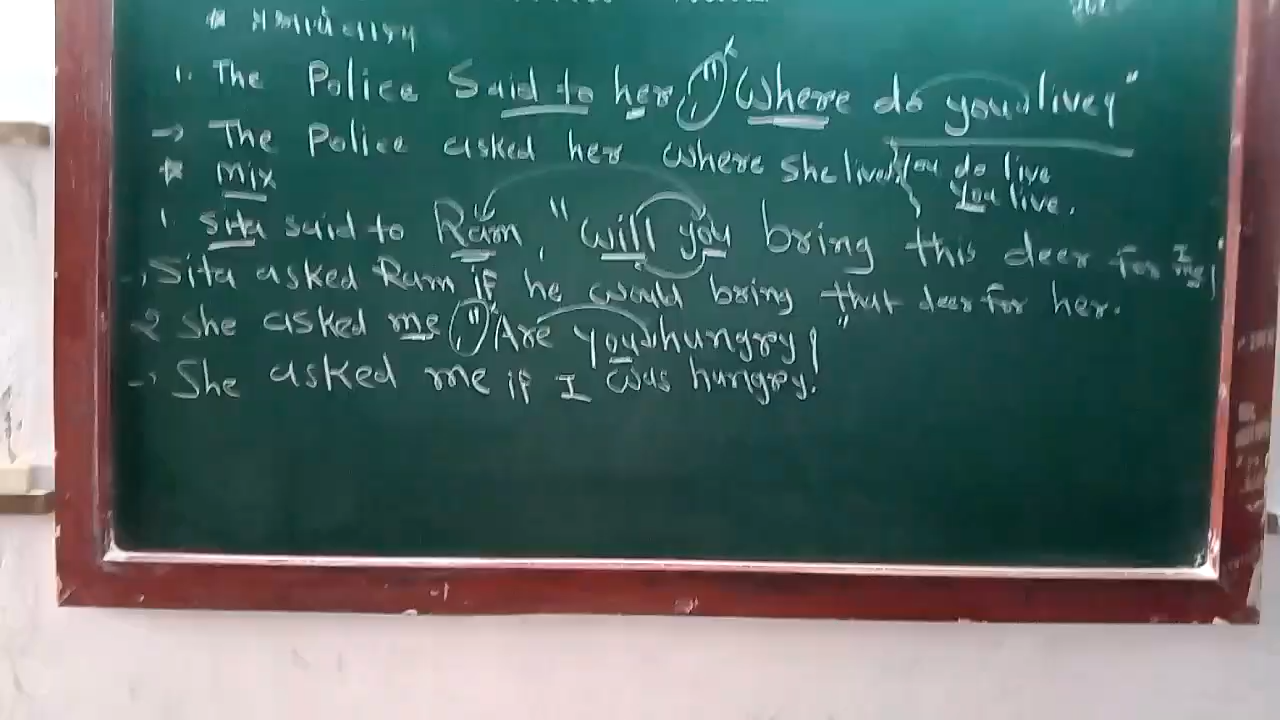 1. The Police Said to her, "Where do you live?"
→ The Police asked her where she lived
you do live
you live.
* Mix
1. Sita said to Ram, "Will you bring this deer for me?
I
→ Sita asked Ram if he would bring that deer for her.
2 She asked me, "Are you hungry?"
→ She asked me if I was hungry.